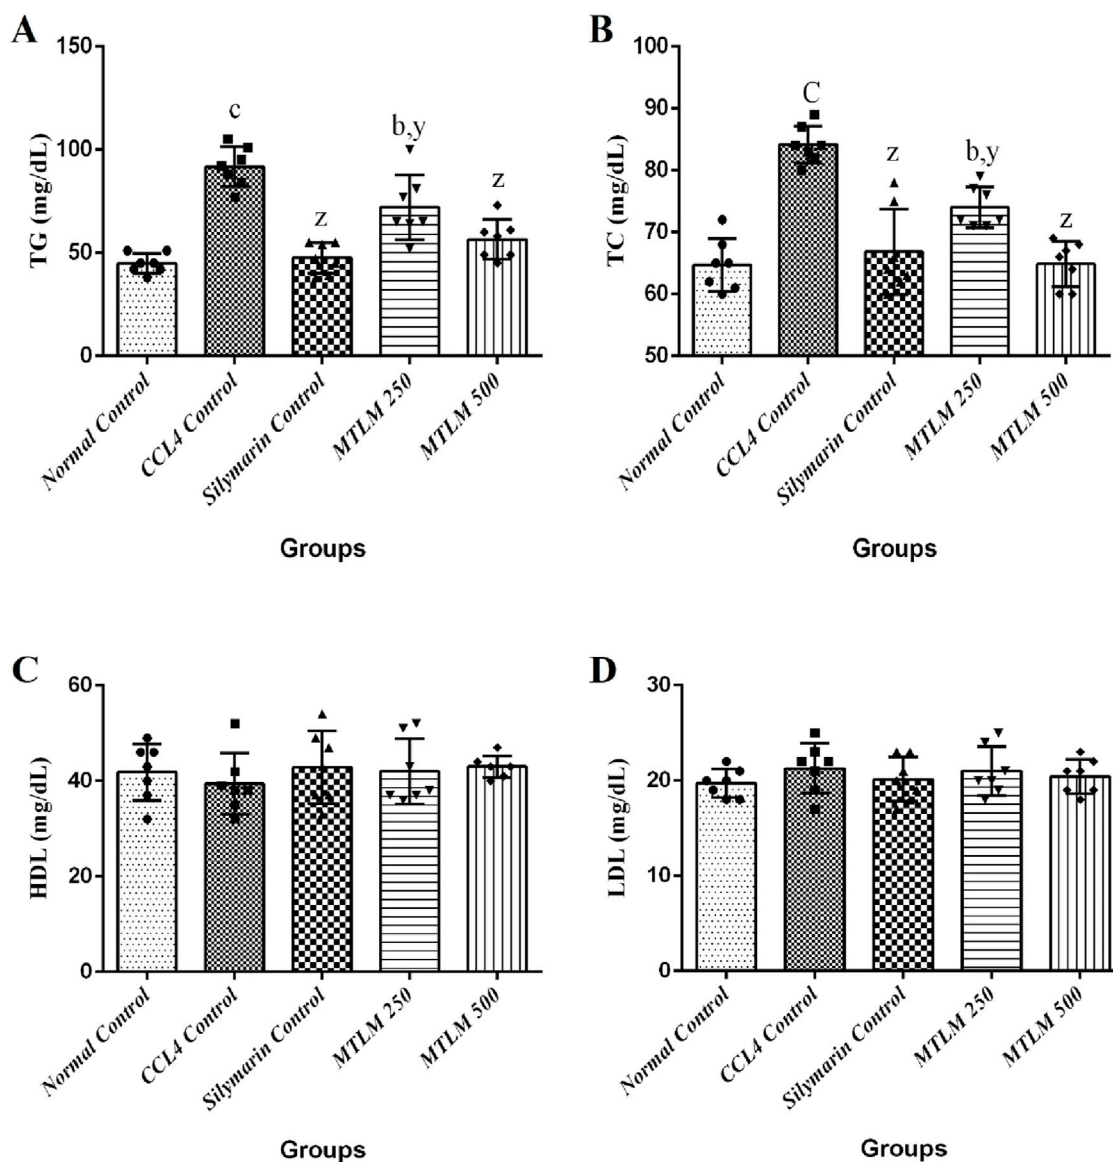 A
TG (mg/dL)
150
100
50
0
c
z
b,y
z
Normal Control
CCL4 Control
Silymarin Control
MTLM 250
MTLM 500
Groups
B
TC (mg/dL)
100
90
80
70
60
50
C
z
b,y
z
Normal Control
CCL4 Control
Silymarin Control
MTLM 250
MTLM 500
Groups
C
HDL (mg/dL)
60
40
20
0
Normal Control
CCL4 Control
Silymarin Control
MTLM 250
MTLM 500
Groups
D
LDL (mg/dL)
30
20
10
0
Normal Control
CCL4 Control
Silymarin Control
MTLM 250
MTLM 500
Groups